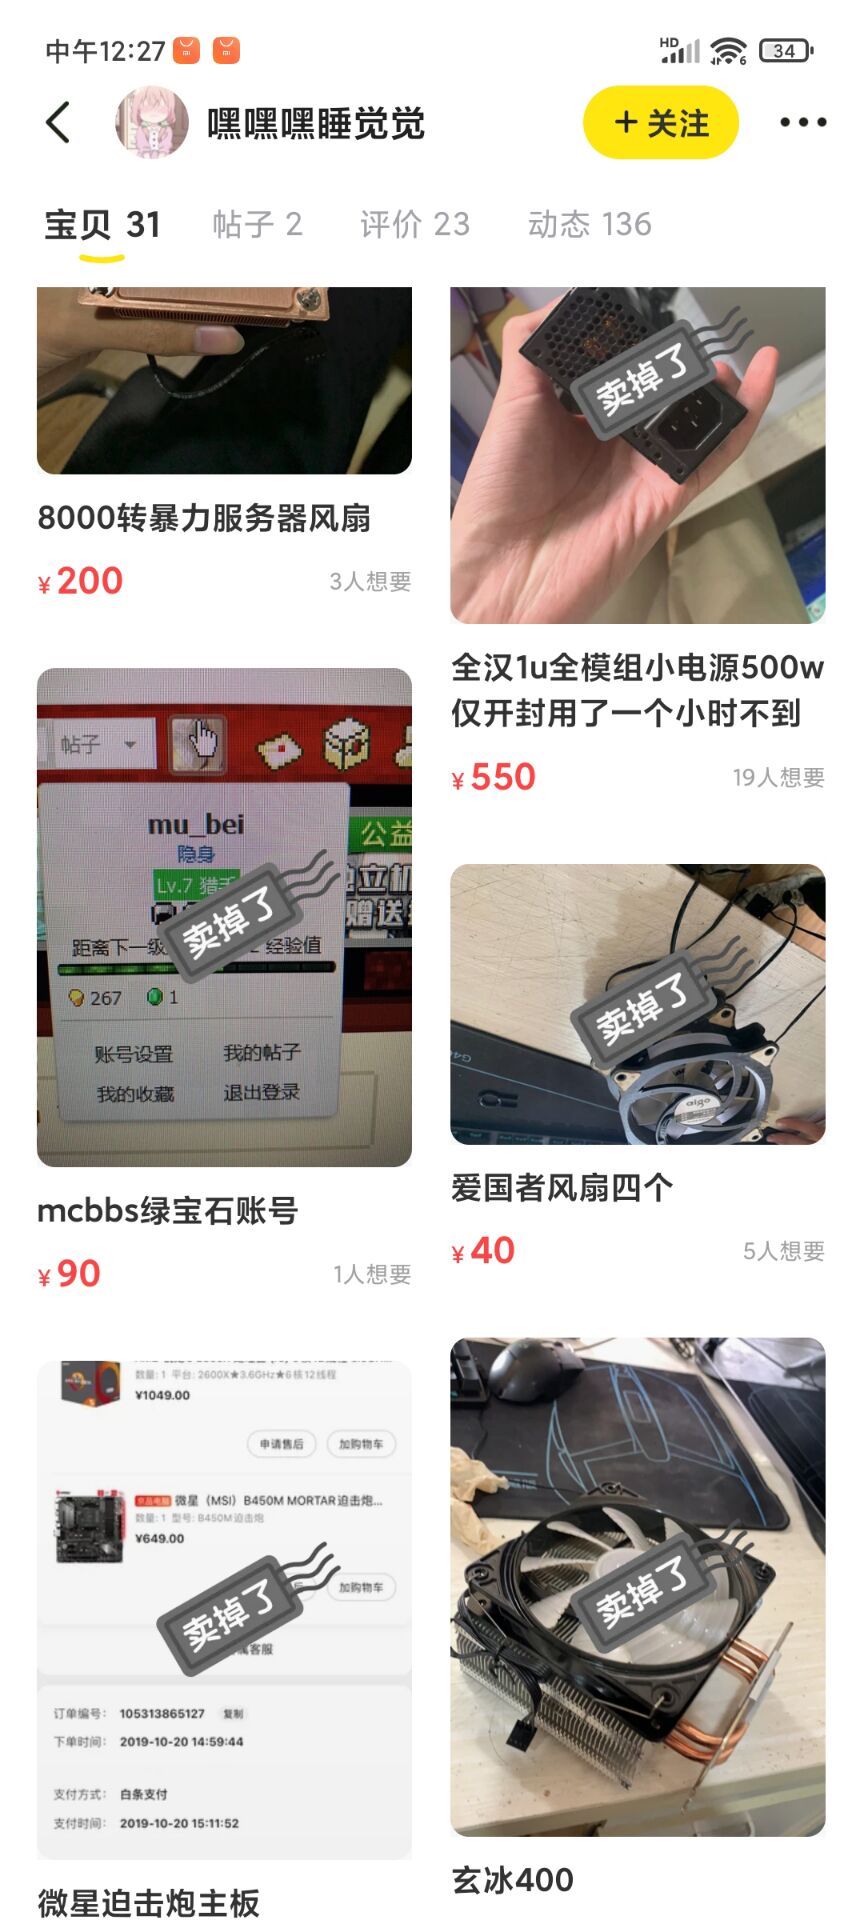 中午12:27
HD
6
34
嘿嘿嘿睡觉觉
+关注
宝贝 31
帖子 2
评价 23
动态 136
8000转暴力服务器风扇
¥200
3人想要
卖掉了
全汉1u全模组小电源500w
仅开封用了一个小时不到
¥550
19人想要
帖子
mu_bei
隐身
Lv.7 猎手
公益
独立机
赠送
卖掉了
距离下一级
经验值
267
1
账号设置
我的帖子
我的收藏
退出登录
mcbbs绿宝石账号
¥90
1人想要
卖掉了
aigo
爱国者风扇四个
¥40
5人想要
数量: 1 平台: 2600X★3.6GHz★6核12线程
¥1049.00
申请售后
加购物车
京品电脑 微星（MSI）B450M MORTAR迫击炮...
数量: 1 型号: B450M迫击炮
¥649.00
后
加购物车
卖掉了
属客服
订单编号: 105313865127 复制
下单时间: 2019-10-20 14:59:44
支付方式: 白条支付
支付时间: 2019-10-20 15:11:52
微星迫击炮主板
卖掉了
玄冰400